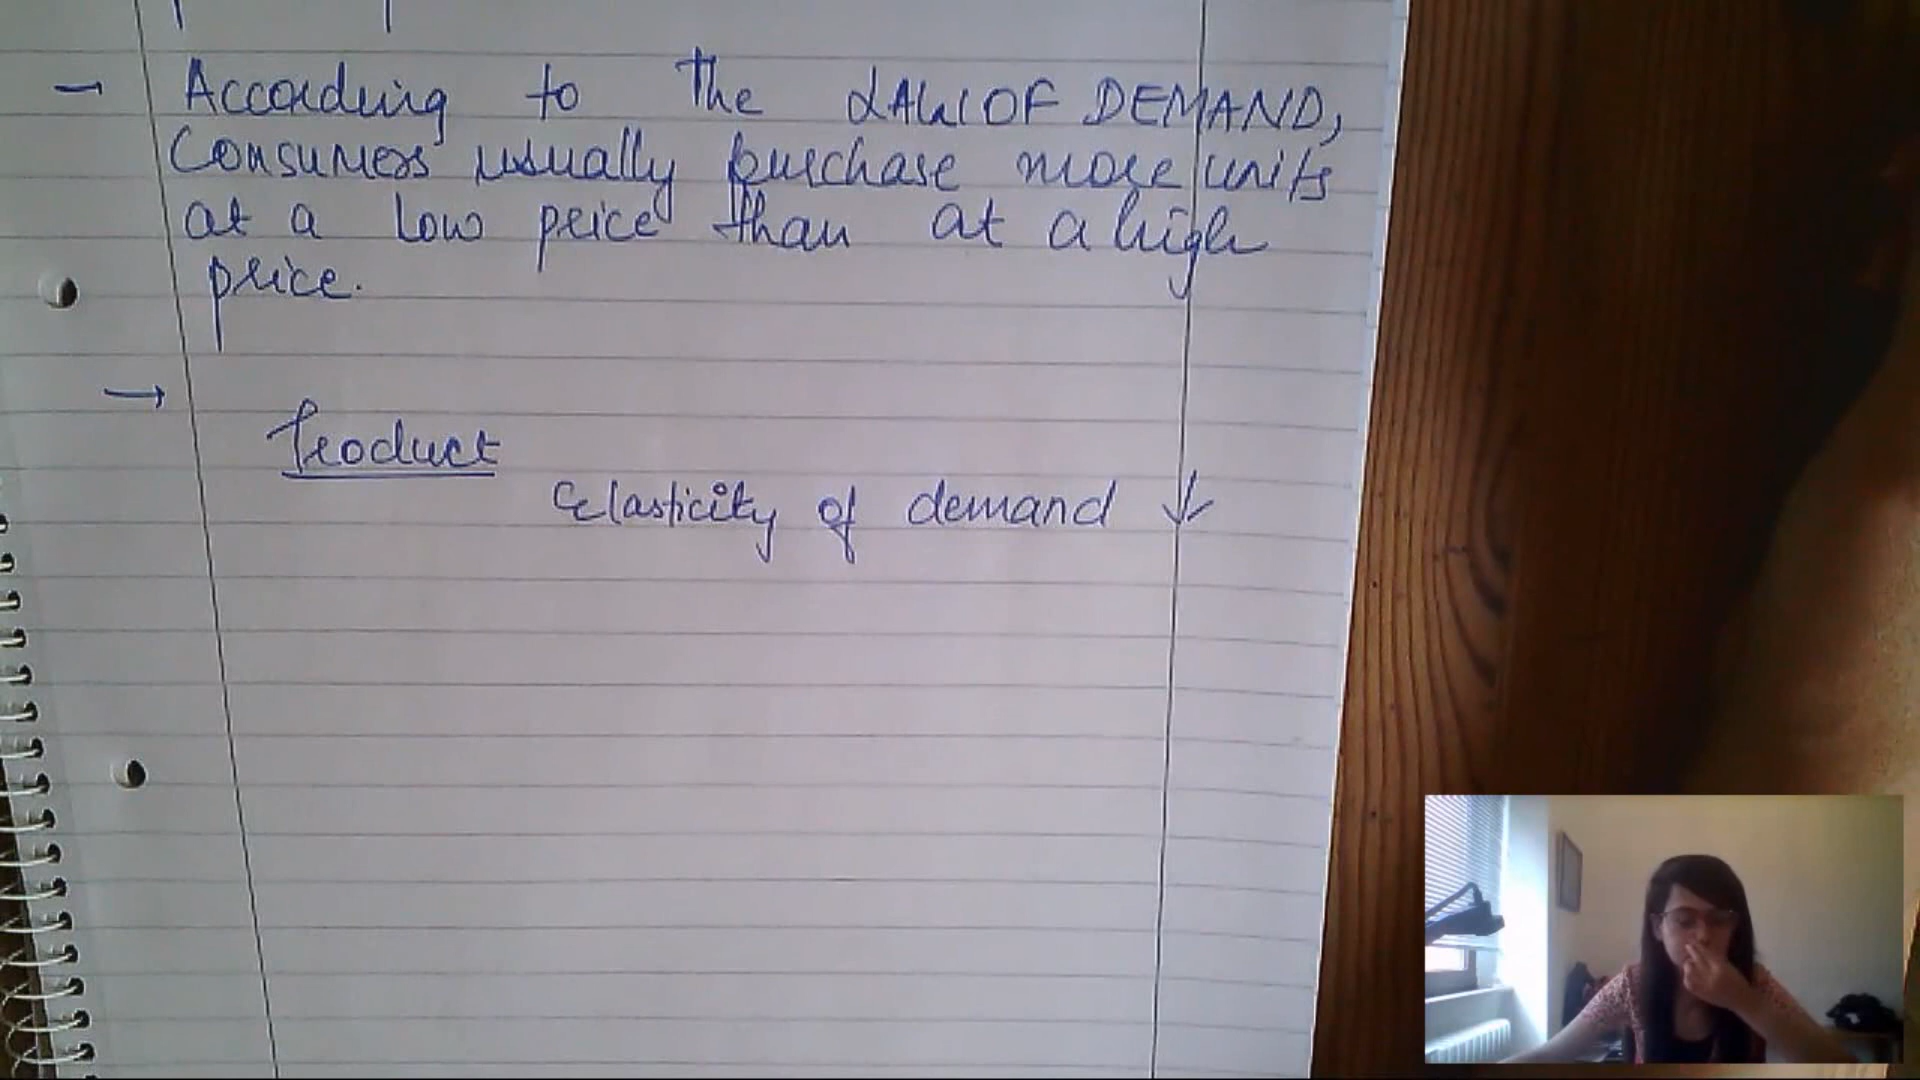 - According to the LAW OF DEMAND,
Consumers usually purchase more units
at a low price than at a high
price.
→
Product
elasticity of demand ↓